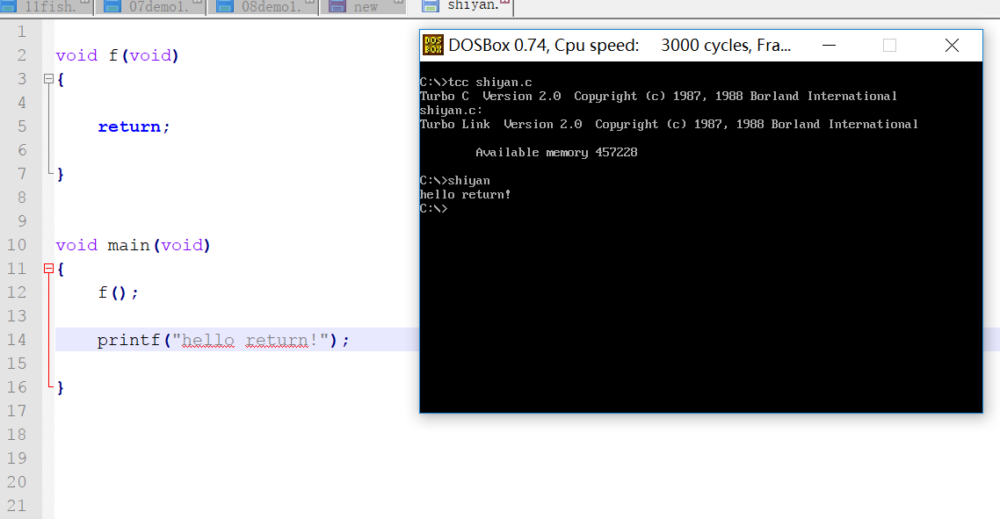 11fish. 07demo1. 08demo1. new shiyan.
1
2 void f(void)
3 {
4
5 return;
6
7 }
8
9
10 void main(void)
11 {
12 f();
13
14 printf("hello return!");
15
16 }
17
18
19
20
21
DOSBox 0.74, Cpu speed: 3000 cycles, Fra...
C:\>tcc shiyan.c
Turbo C Version 2.0 Copyright (c) 1987, 1988 Borland International
shiyan.c:
Turbo Link Version 2.0 Copyright (c) 1987, 1988 Borland International
Available memory 457228
C:\>shiyan
hello return!
C:\>